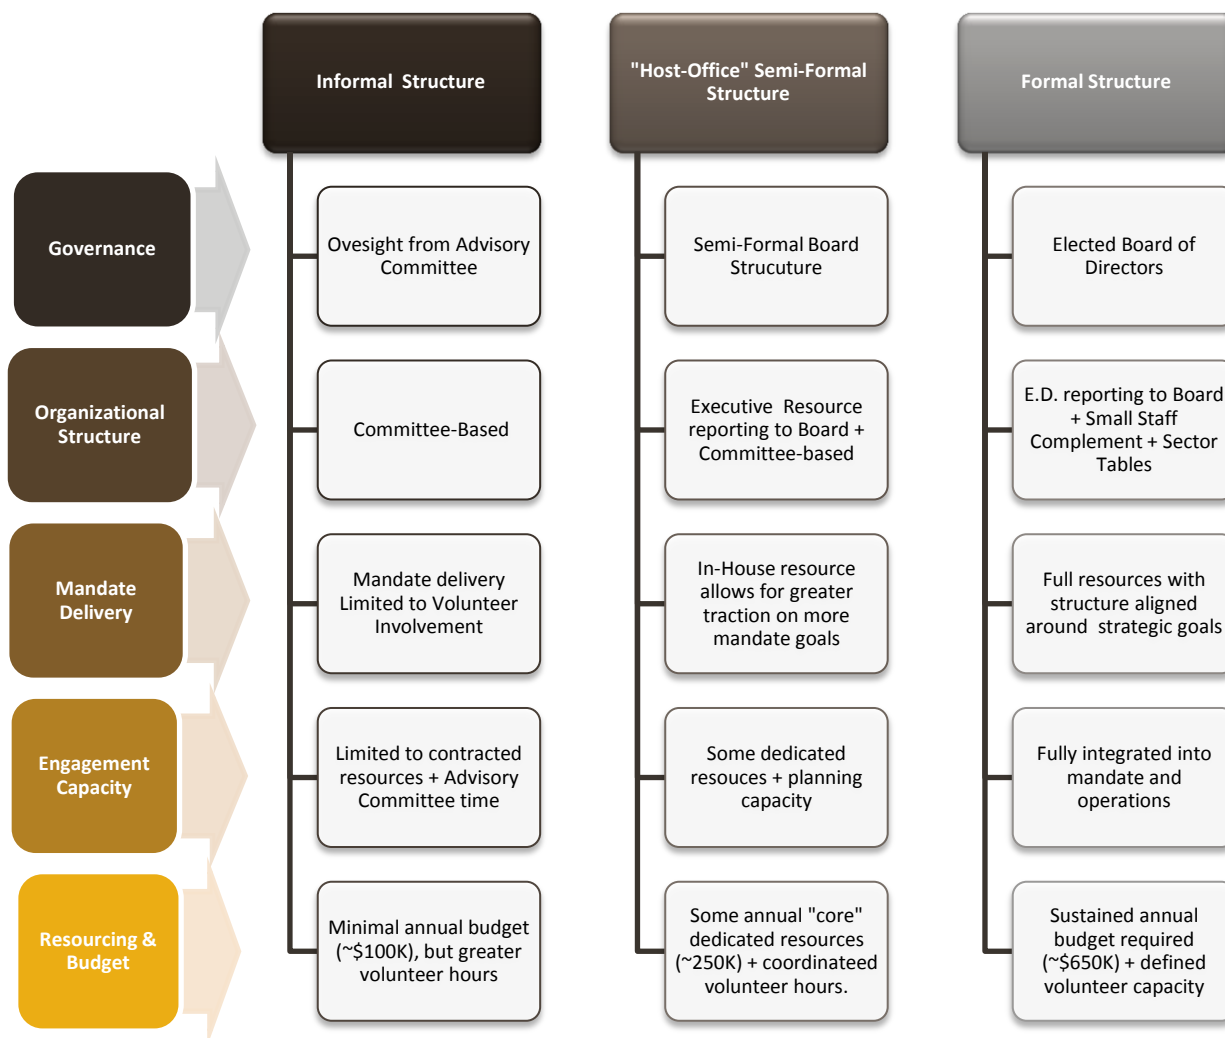 Informal Structure
"Host-Office" Semi-Formal
Structure
Formal Structure
Governance
Ovesight from Advisory
Committee
Semi-Formal Board
Strucuture
Elected Board of
Directors
Organizational
Structure
Committee-Based
Executive Resource
reporting to Board +
Committee-based
E.D. reporting to Board
+ Small Staff
Complement + Sector
Tables
Mandate
Delivery
Mandate delivery
Limited to Volunteer
Involvement
In-House resource
allows for greater
traction on more
mandate goals
Full resources with
structure aligned
around strategic goals
Engagement
Capacity
Limited to contracted
resources + Advisory
Committee time
Some dedicated
resouces + planning
capacity
Fully integrated into
mandate and
operations
Resourcing &
Budget
Minimal annual budget
(~$100K), but greater
volunteer hours
Some annual "core"
dedicated resources
(~250K) + coordinateed
volunteer hours.
Sustained annual
budget required
(~$650K) + defined
volunteer capacity